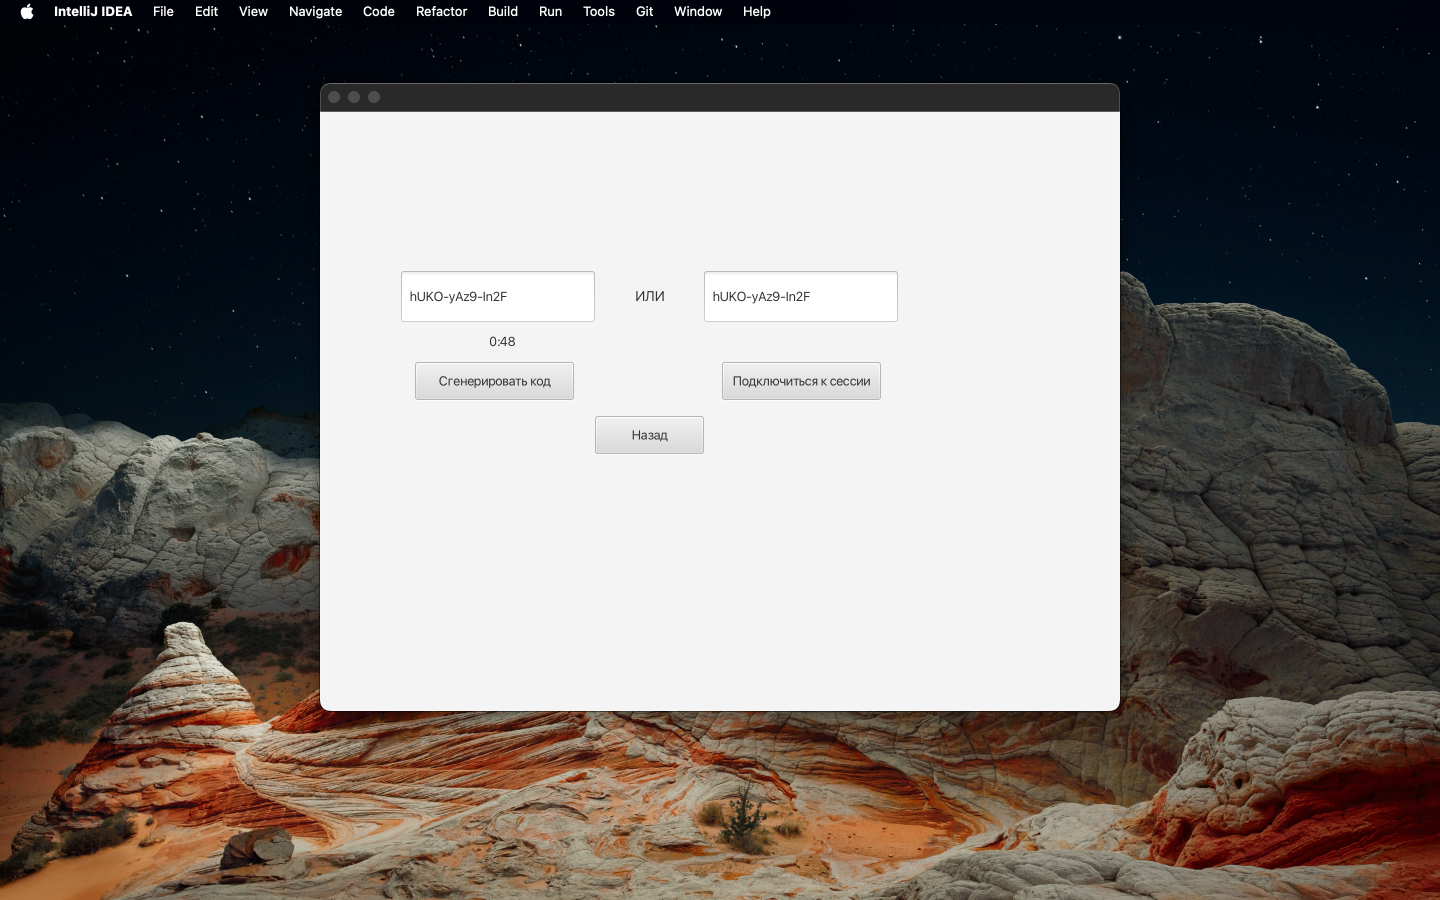 IntelliJ IDEA File Edit View Navigate Code Refactor Build Run Tools Git Window Help
hUKO-yAz9-In2F ИЛИ hUKO-yAz9-In2F
0:48
Сгенерировать код Подключиться к сессии
Назад